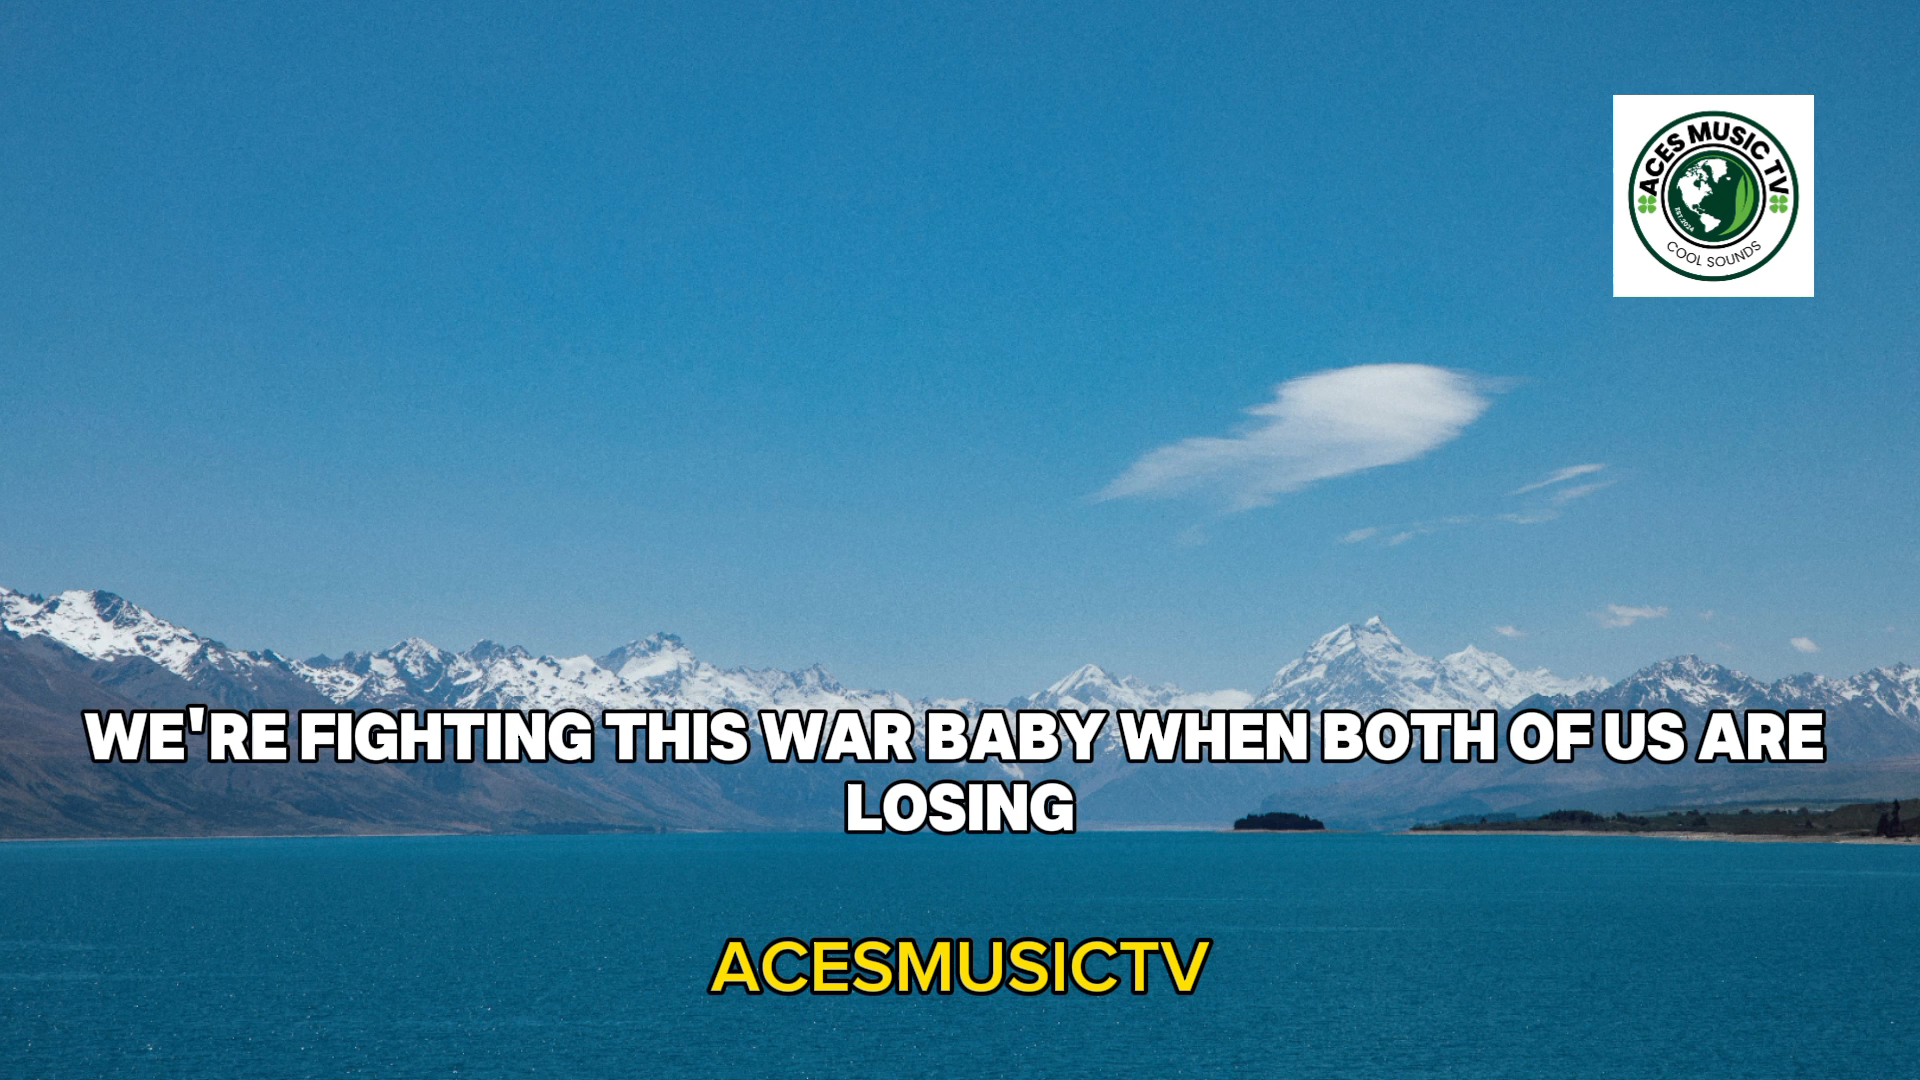 ACES MUSIC TV
EST.2024
COOL SOUNDS
WE'RE FIGHTING THIS WAR BABY WHEN BOTH OF US ARE
LOSING
ACESMUSICTV